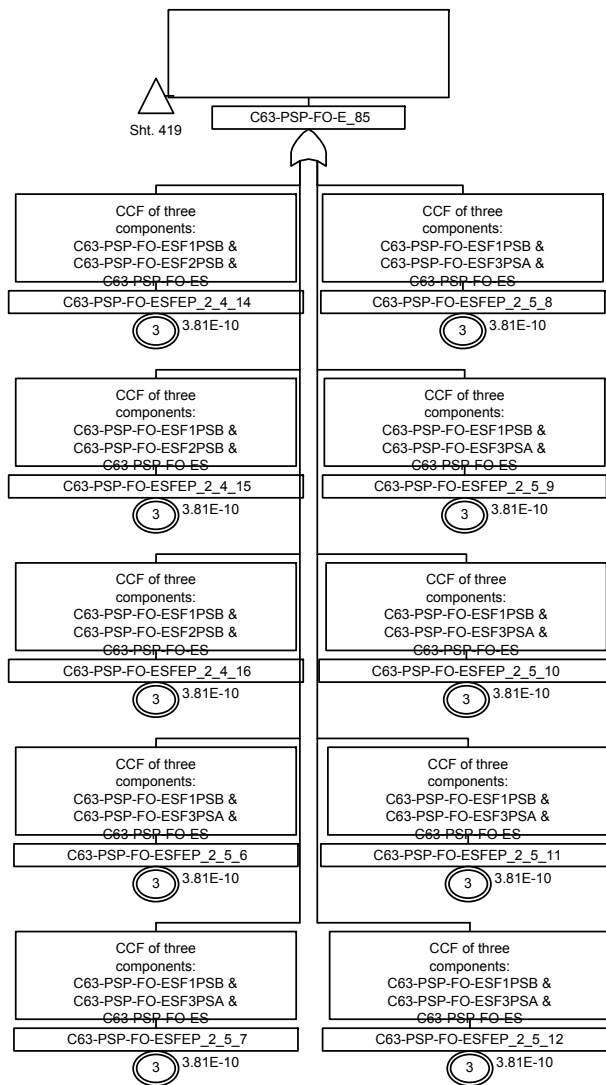 Sht. 419
C63-PSP-FO-E_85
CCF of three
components:
C63-PSP-FO-ESF1PSB &
C63-PSP-FO-ESF2PSB &
C63-PSP-FO-ES
C63-PSP-FO-ESFEP_2_4_14
3
3.81E-10
CCF of three
components:
C63-PSP-FO-ESF1PSB &
C63-PSP-FO-ESF3PSA &
C63-PSP-FO-ES
C63-PSP-FO-ESFEP_2_5_8
3
3.81E-10
CCF of three
components:
C63-PSP-FO-ESF1PSB &
C63-PSP-FO-ESF2PSB &
C63-PSP-FO-ES
C63-PSP-FO-ESFEP_2_4_15
3
3.81E-10
CCF of three
components:
C63-PSP-FO-ESF1PSB &
C63-PSP-FO-ESF3PSA &
C63-PSP-FO-ES
C63-PSP-FO-ESFEP_2_5_9
3
3.81E-10
CCF of three
components:
C63-PSP-FO-ESF1PSB &
C63-PSP-FO-ESF2PSB &
C63-PSP-FO-ES
C63-PSP-FO-ESFEP_2_4_16
3
3.81E-10
CCF of three
components:
C63-PSP-FO-ESF1PSB &
C63-PSP-FO-ESF3PSA &
C63-PSP-FO-ES
C63-PSP-FO-ESFEP_2_5_10
3
3.81E-10
CCF of three
components:
C63-PSP-FO-ESF1PSB &
C63-PSP-FO-ESF3PSA &
C63-PSP-FO-ES
C63-PSP-FO-ESFEP_2_5_6
3
3.81E-10
CCF of three
components:
C63-PSP-FO-ESF1PSB &
C63-PSP-FO-ESF3PSA &
C63-PSP-FO-ES
C63-PSP-FO-ESFEP_2_5_11
3
3.81E-10
CCF of three
components:
C63-PSP-FO-ESF1PSB &
C63-PSP-FO-ESF3PSA &
C63-PSP-FO-ES
C63-PSP-FO-ESFEP_2_5_7
3
3.81E-10
CCF of three
components:
C63-PSP-FO-ESF1PSB &
C63-PSP-FO-ESF3PSA &
C63-PSP-FO-ES
C63-PSP-FO-ESFEP_2_5_12
3
3.81E-10